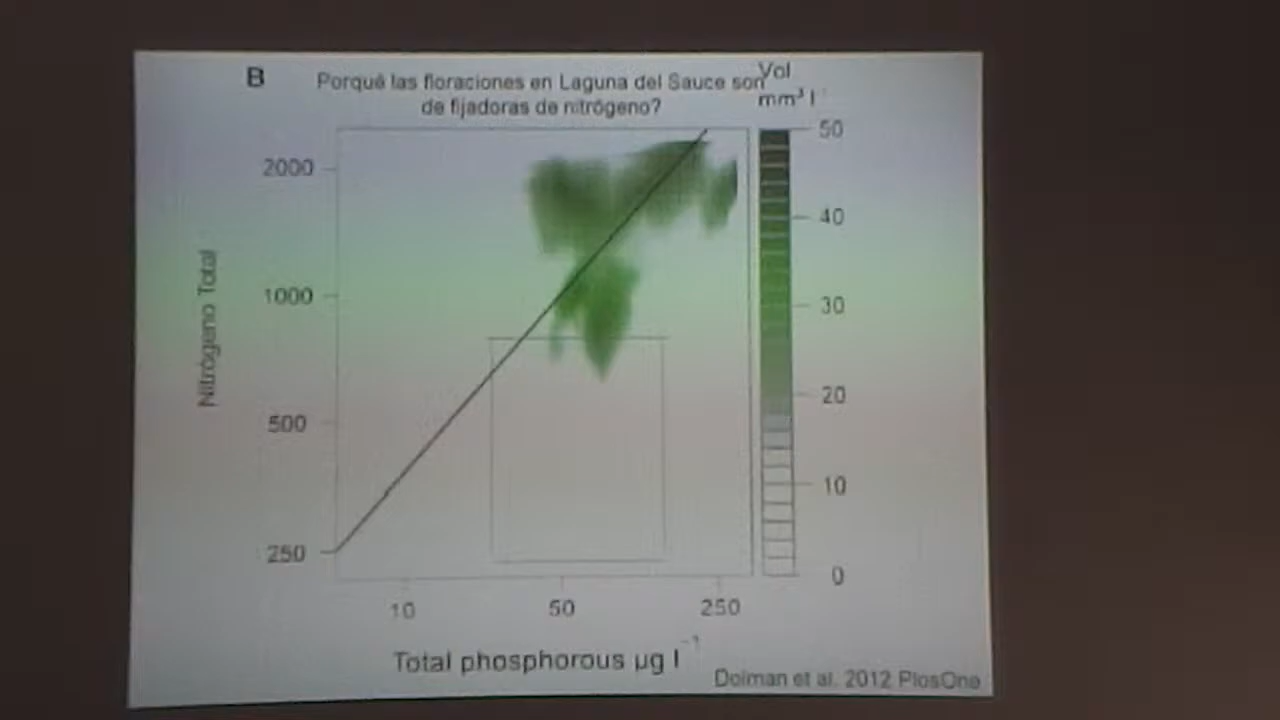 B
Porqué las floraciones en Laguna del Sauce son
de fijadoras de nitrógeno?
Vol
mm³ l
50
40
30
20
10
0
2000
1000
500
250
Nitrógeno Total
10 50 250
Total phosphorous µg l⁻¹
Dolman et al. 2012 PlosOne